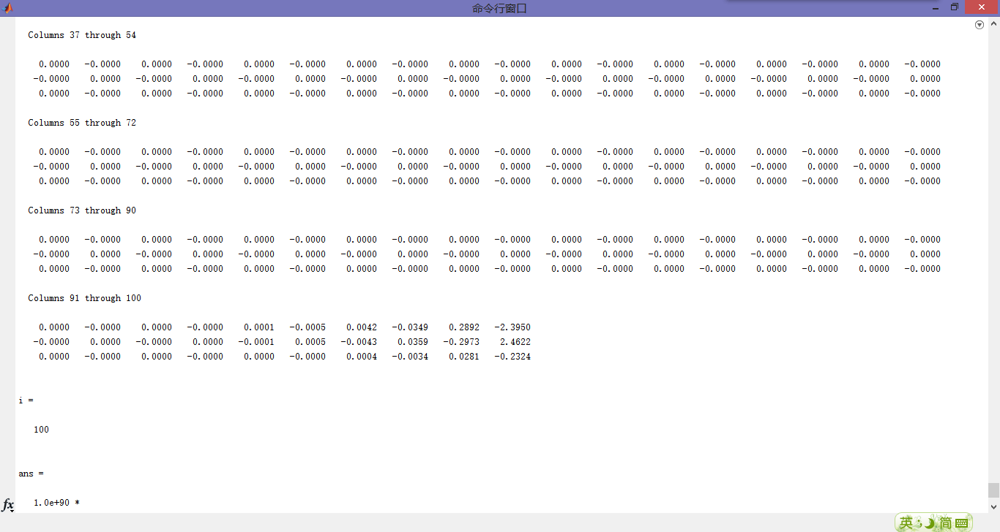 命令行窗口
Columns 37 through 54
0.0000 -0.0000 0.0000 -0.0000 0.0000 -0.0000 0.0000 -0.0000 0.0000 -0.0000 0.0000 -0.0000 0.0000 -0.0000 0.0000 -0.0000 0.0000 -0.0000
-0.0000 0.0000 -0.0000 0.0000 -0.0000 0.0000 -0.0000 0.0000 -0.0000 0.0000 -0.0000 0.0000 -0.0000 0.0000 -0.0000 0.0000 -0.0000 0.0000
0.0000 -0.0000 0.0000 -0.0000 0.0000 -0.0000 0.0000 -0.0000 0.0000 -0.0000 0.0000 -0.0000 0.0000 -0.0000 0.0000 -0.0000 0.0000 -0.0000
Columns 55 through 72
0.0000 -0.0000 0.0000 -0.0000 0.0000 -0.0000 0.0000 -0.0000 0.0000 -0.0000 0.0000 -0.0000 0.0000 -0.0000 0.0000 -0.0000 0.0000 -0.0000
-0.0000 0.0000 -0.0000 0.0000 -0.0000 0.0000 -0.0000 0.0000 -0.0000 0.0000 -0.0000 0.0000 -0.0000 0.0000 -0.0000 0.0000 -0.0000 0.0000
0.0000 -0.0000 0.0000 -0.0000 0.0000 -0.0000 0.0000 -0.0000 0.0000 -0.0000 0.0000 -0.0000 0.0000 -0.0000 0.0000 -0.0000 0.0000 -0.0000
Columns 73 through 90
0.0000 -0.0000 0.0000 -0.0000 0.0000 -0.0000 0.0000 -0.0000 0.0000 -0.0000 0.0000 -0.0000 0.0000 -0.0000 0.0000 -0.0000 0.0000 -0.0000
-0.0000 0.0000 -0.0000 0.0000 -0.0000 0.0000 -0.0000 0.0000 -0.0000 0.0000 -0.0000 0.0000 -0.0000 0.0000 -0.0000 0.0000 -0.0000 0.0000
0.0000 -0.0000 0.0000 -0.0000 0.0000 -0.0000 0.0000 -0.0000 0.0000 -0.0000 0.0000 -0.0000 0.0000 -0.0000 0.0000 -0.0000 0.0000 -0.0000
Columns 91 through 100
0.0000 -0.0000 0.0000 -0.0000 0.0001 -0.0005 0.0042 -0.0349 0.2892 -2.3950
-0.0000 0.0000 -0.0000 0.0000 -0.0001 0.0005 -0.0043 0.0359 -0.2973 2.4622
0.0000 -0.0000 0.0000 -0.0000 0.0000 -0.0000 0.0004 -0.0034 0.0281 -0.2324
i =
100
ans =
1.0e+90 *
fx
英 简